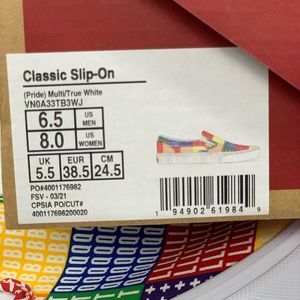 Classic Slip-On
(Pride) Multi/True White
VN0A33TB3WJ
6.5 US MEN
8.0 US WOMEN
UK EUR CM
5.5 38.5 24.5
PO#4001176982
FSV - 03/21
CPSIA PO/CUT#
400117698200020
1 94902 61984 9